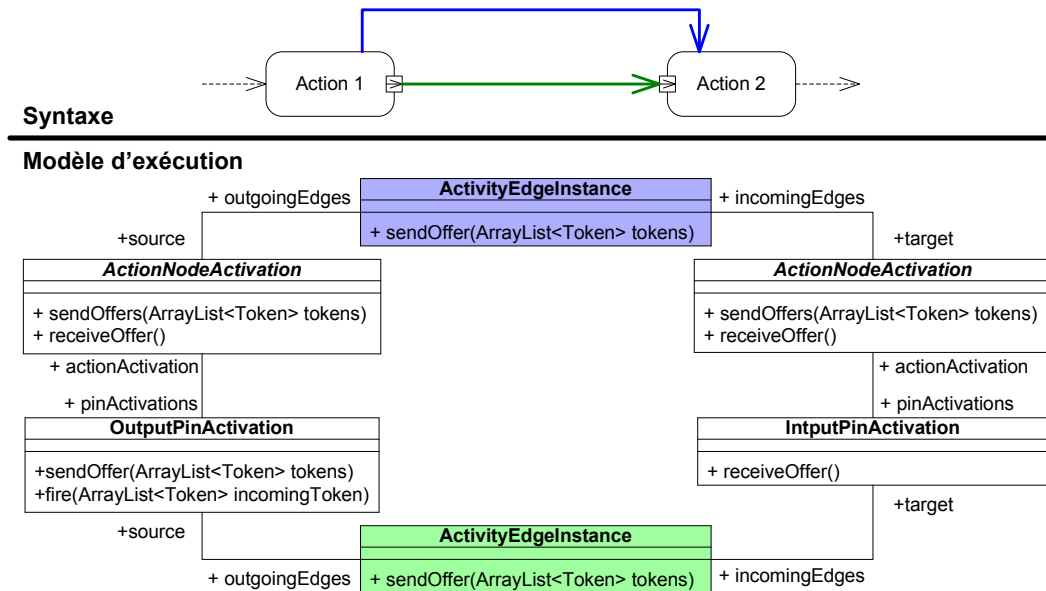 Action 1
Action 2
Syntaxe
Modèle d'exécution
+ outgoingEdges
ActivityEdgeInstance
+ incomingEdges
+ sendOffer(ArrayList<Token> tokens)
+source
+target
ActionNodeActivation
+ sendOffers(ArrayList<Token> tokens)
+ receiveOffer()
ActionNodeActivation
+ sendOffers(ArrayList<Token> tokens)
+ receiveOffer()
+ actionActivation
+ actionActivation
+ pinActivations
+ pinActivations
OutputPinActivation
+sendOffer(ArrayList<Token> tokens)
+fire(ArrayList<Token> incomingToken)
IntputPinActivation
+ receiveOffer()
+source
+target
ActivityEdgeInstance
+ outgoingEdges
+ sendOffer(ArrayList<Token> tokens)
+ incomingEdges